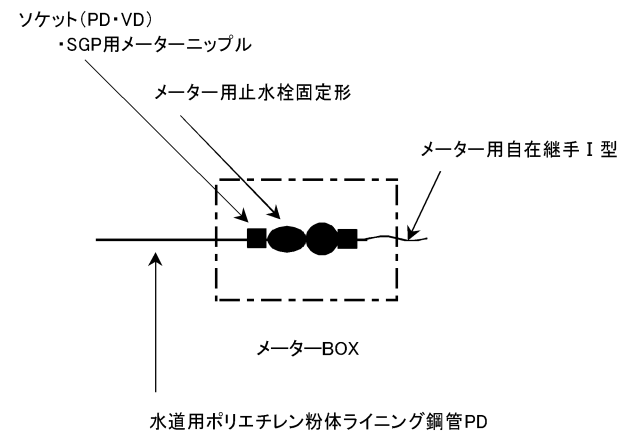 ソケット（PD・VD）
・SGP用メーターニップル
メーター用止水栓固定形
メーター用自在継手Ⅰ型
メーターBOX
水道用ポリエチレン粉体ライニング鋼管PD